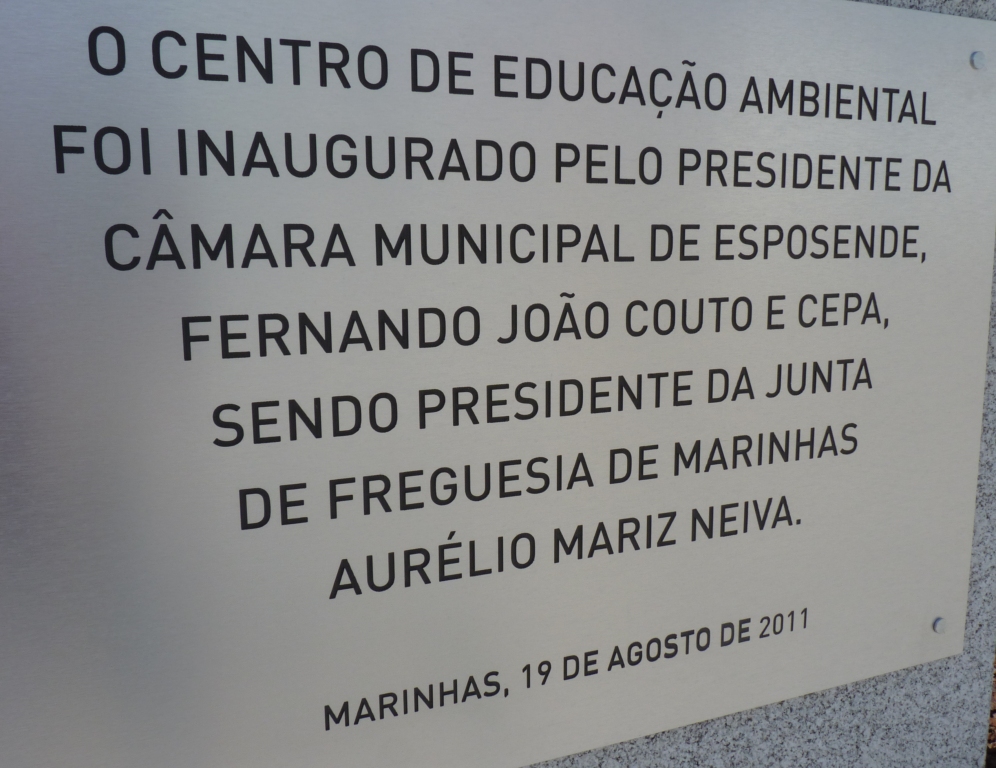 O CENTRO DE EDUCAÇÃO AMBIENTAL
FOI INAUGURADO PELO PRESIDENTE DA
CÂMARA MUNICIPAL DE ESPOSENDE,
FERNANDO JOÃO COUTO E CEPA,
SENDO PRESIDENTE DA JUNTA
DE FREGUESIA DE MARINHAS
AURÉLIO MARIZ NEIVA.
MARINHAS, 19 DE AGOSTO DE 2011